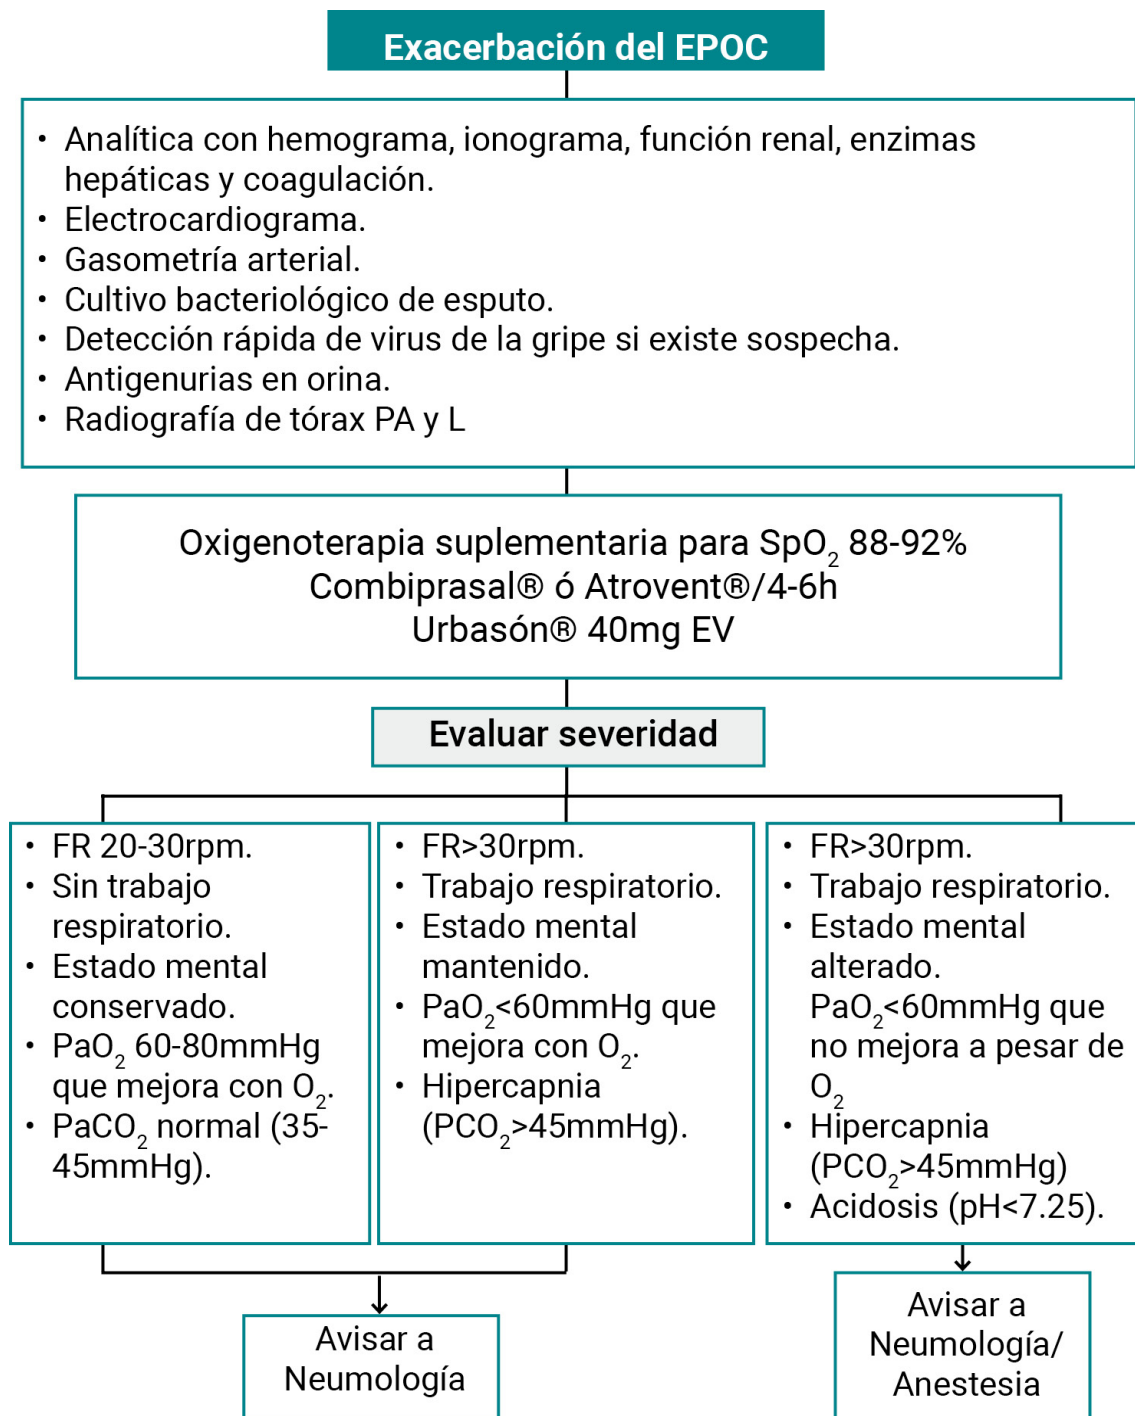 Exacerbación del EPOC
• Analítica con hemograma, ionograma, función renal, enzimas
hepáticas y coagulación.
• Electrocardiograma.
• Gasometría arterial.
• Cultivo bacteriológico de esputo.
• Detección rápida de virus de la gripe si existe sospecha.
• Antigenurias en orina.
• Radiografía de tórax PA y L
Oxigenoterapia suplementaria para SpO₂ 88-92%
Combiprasal® ó Atrovent®/4-6h
Urbasón® 40mg EV
Evaluar severidad
• FR 20-30rpm.
• Sin trabajo
respiratorio.
• Estado mental
conservado.
• PaO₂ 60-80mmHg
que mejora con O₂.
• PaCO₂ normal (35-
45mmHg).
• FR>30rpm.
• Trabajo respiratorio.
• Estado mental
mantenido.
• PaO₂<60mmHg que
mejora con O₂.
• Hipercapnia
(PCO₂>45mmHg).
• FR>30rpm.
• Trabajo respiratorio.
• Estado mental
alterado.
PaO₂<60mmHg que
no mejora a pesar de
O₂
• Hipercapnia
(PCO₂>45mmHg)
• Acidosis (pH<7.25).
Avisar a
Neumología
Avisar a
Neumología/
Anestesia